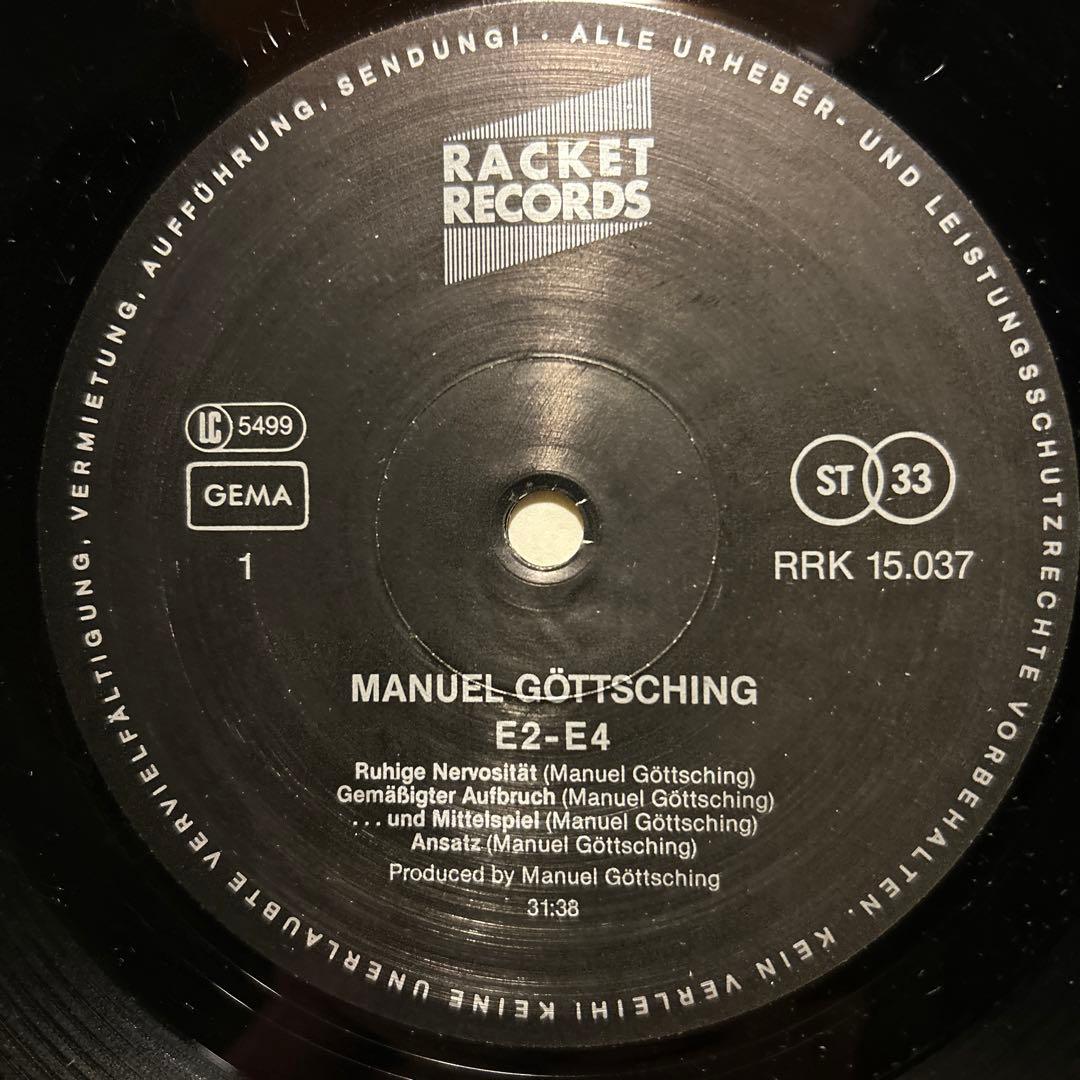 ALLE URHEBER- UND LEISTUNGSSCHUTZRECHTE VORBEHALTEN. KEIN VERLEIH! KEINE UNERLAUBTE VERVIELFÄLTIGUNG, VERMIETUNG, AUFFÜHRUNG, SENDUNG! ·
RACKET
RECORDS
LC 5499
GEMA
1
ST 33
RRK 15.037
MANUEL GÖTTSCHING
E2-E4
Ruhige Nervosität (Manuel Göttsching)
Gemäßigter Aufbruch (Manuel Göttsching)
...und Mittelspiel (Manuel Göttsching)
Ansatz (Manuel Göttsching)
Produced by Manuel Göttsching
31:38